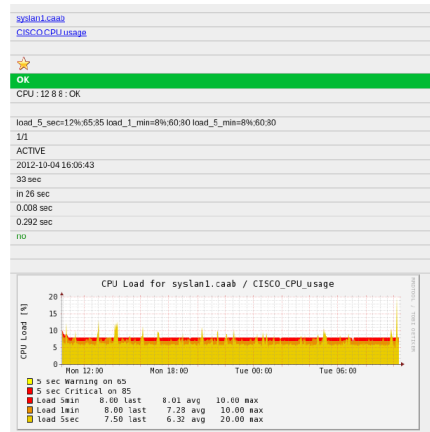 syslan1.caab
CISCO CPU usage
OK
CPU : 12 8 8 : OK
load_5_sec=12%;65;85 load_1_min=8%;60;80 load_5_min=8%;60;80
1/1
ACTIVE
2012-10-04 16:06:43
33 sec
in 26 sec
0.008 sec
0.292 sec
no
CPU Load for syslan1.caab / CISCO_CPU_usage
RRDTOOL / TOBI OETIKER
CPU Load [%]
20
15
10
5
0
Mon 12:00 Mon 18:00 Tue 00:00 Tue 06:00
5 sec Warning on 65
5 sec Critical on 85
Load 5min 8.00 last 8.01 avg 10.00 max
Load 1min 8.00 last 7.28 avg 10.00 max
load 5sec 7.50 last 6.32 avg 20.00 max